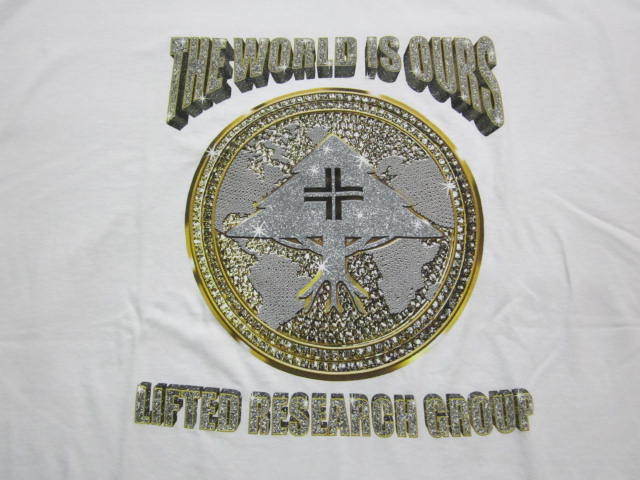 THE WORLD IS OURS
LIFTED RESEARCH GROUP